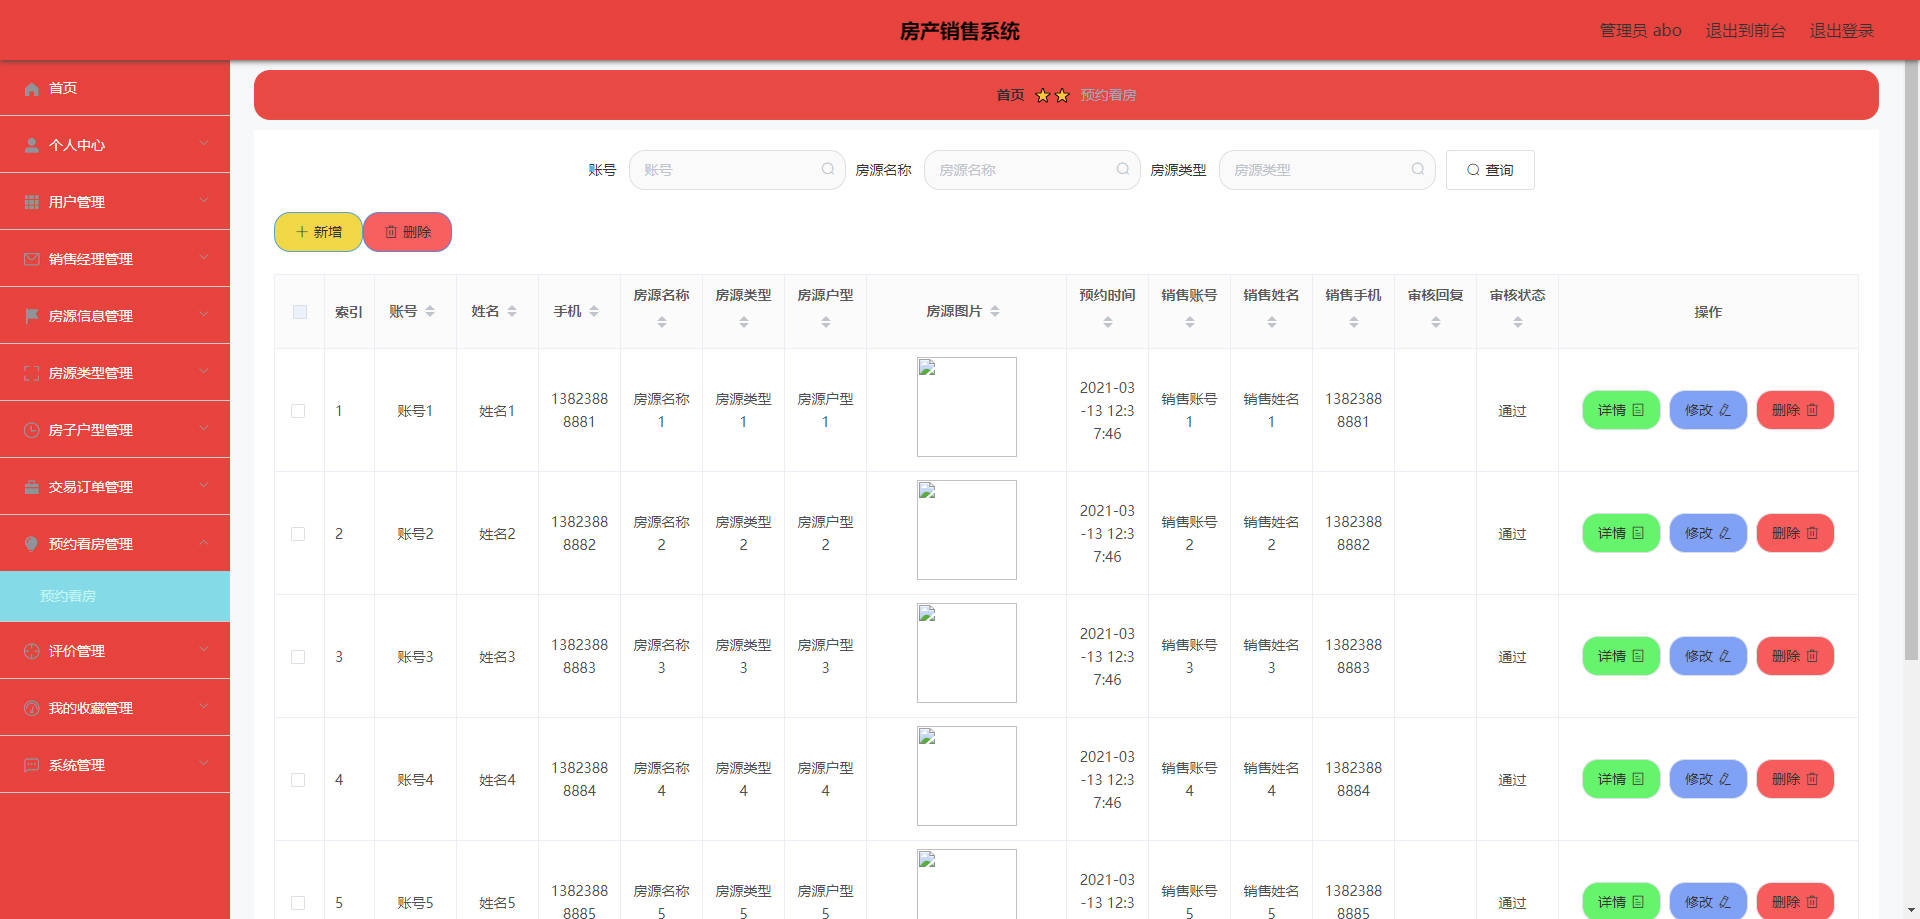 房产销售系统
管理员 abo 退出到前台 退出登录
首页
个人中心
用户管理
销售经理管理
房源信息管理
房源类型管理
房子户型管理
交易订单管理
预约看房管理
预约看房
评价管理
我的收藏管理
系统管理
首页 预约看房
账号 账号 房源名称 房源名称 房源类型 房源类型 查询
新增 删除
索引 账号 姓名 手机 房源名称 房源类型 房源户型 房源图片 预约时间 销售账号 销售姓名 销售手机 审核回复 审核状态 操作
1 账号1 姓名1 13823888881 房源名称1 房源类型1 房源户型1 2021-03-13 12:37:46 销售账号1 销售姓名1 13823888881 通过 详情 修改 删除
2 账号2 姓名2 13823888882 房源名称2 房源类型2 房源户型2 2021-03-13 12:37:46 销售账号2 销售姓名2 13823888882 通过 详情 修改 删除
3 账号3 姓名3 13823888883 房源名称3 房源类型3 房源户型3 2021-03-13 12:37:46 销售账号3 销售姓名3 13823888883 通过 详情 修改 删除
4 账号4 姓名4 13823888884 房源名称4 房源类型4 房源户型4 2021-03-13 12:37:46 销售账号4 销售姓名4 13823888884 通过 详情 修改 删除
5 账号5 姓名5 13823888885 房源名称5 房源类型5 房源户型5 2021-03-13 12:3 销售账号5 销售姓名5 13823888885 通过 详情 修改 删除